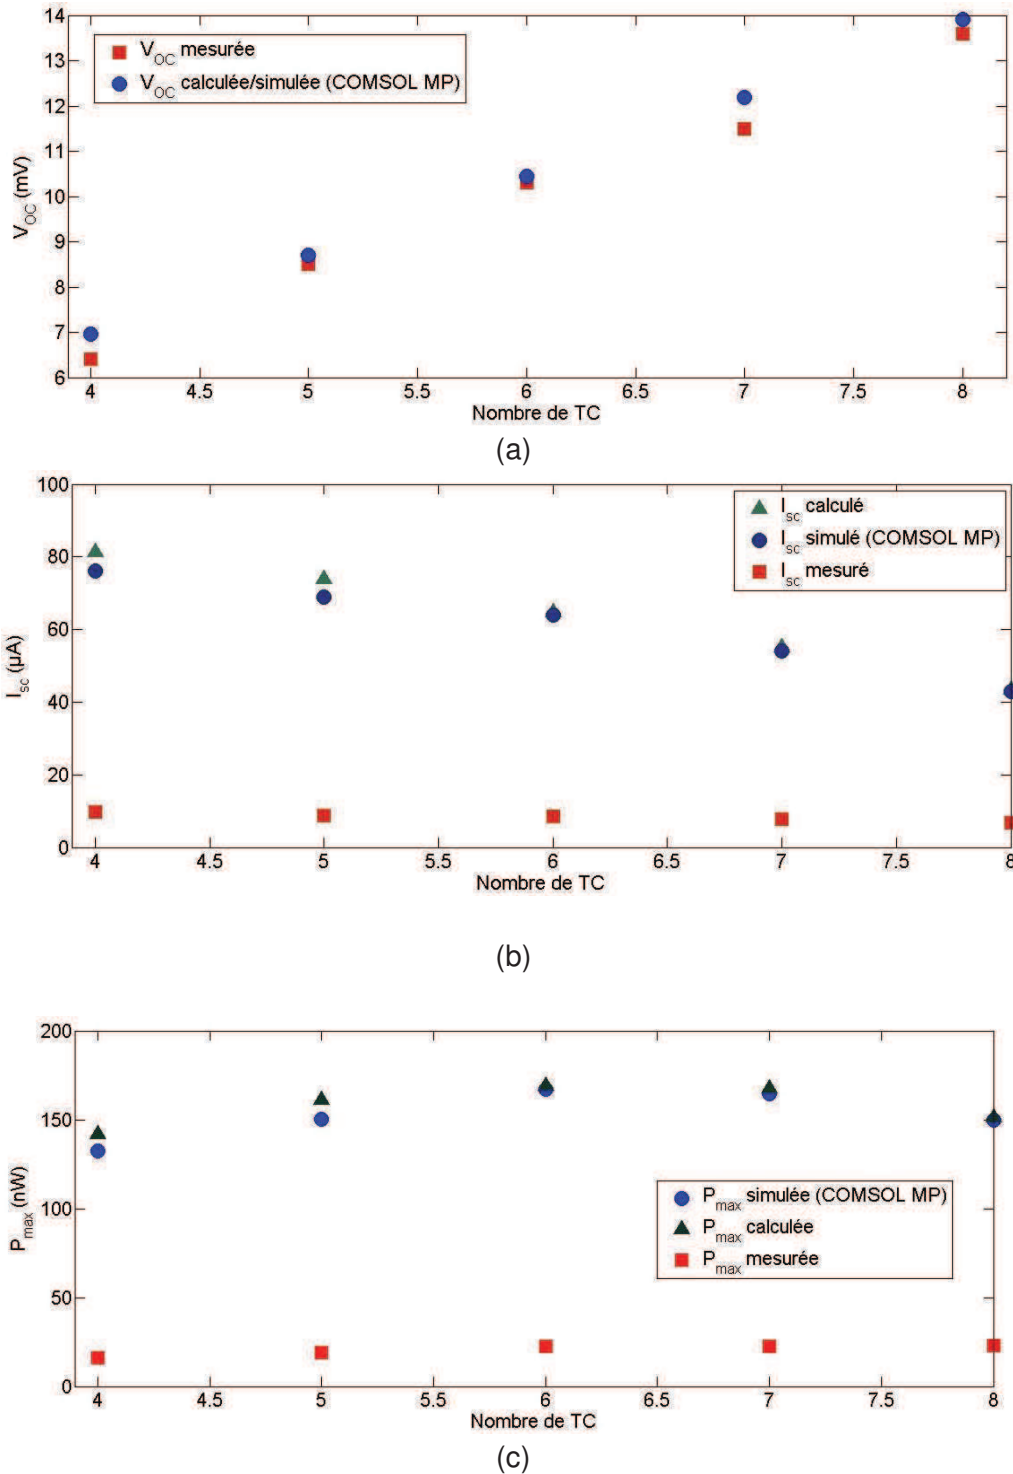 14
13
12
11
10
9
8
7
6
V_OC (mV)
V_OC mesurée
V_OC calculée/simulée (COMSOL MP)
4 4.5 5 5.5 6 6.5 7 7.5 8
Nombre de TC
(a)
100
80
60
40
20
0
I_sc (µA)
I_sc calculé
I_sc simulé (COMSOL MP)
I_sc mesuré
4 4.5 5 5.5 6 6.5 7 7.5 8
Nombre de TC
(b)
200
150
100
50
0
P_max (nW)
P_max simulée (COMSOL MP)
P_max calculée
P_max mesurée
4 4.5 5 5.5 6 6.5 7 7.5 8
Nombre de TC
(c)